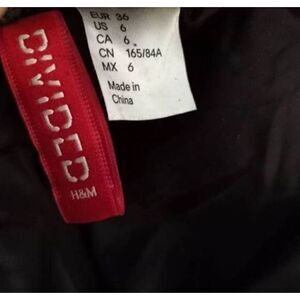 DIVIDED
H&M
EUR 36
US 6
CA 6
CN 165/84A
MX 6
Made in
China